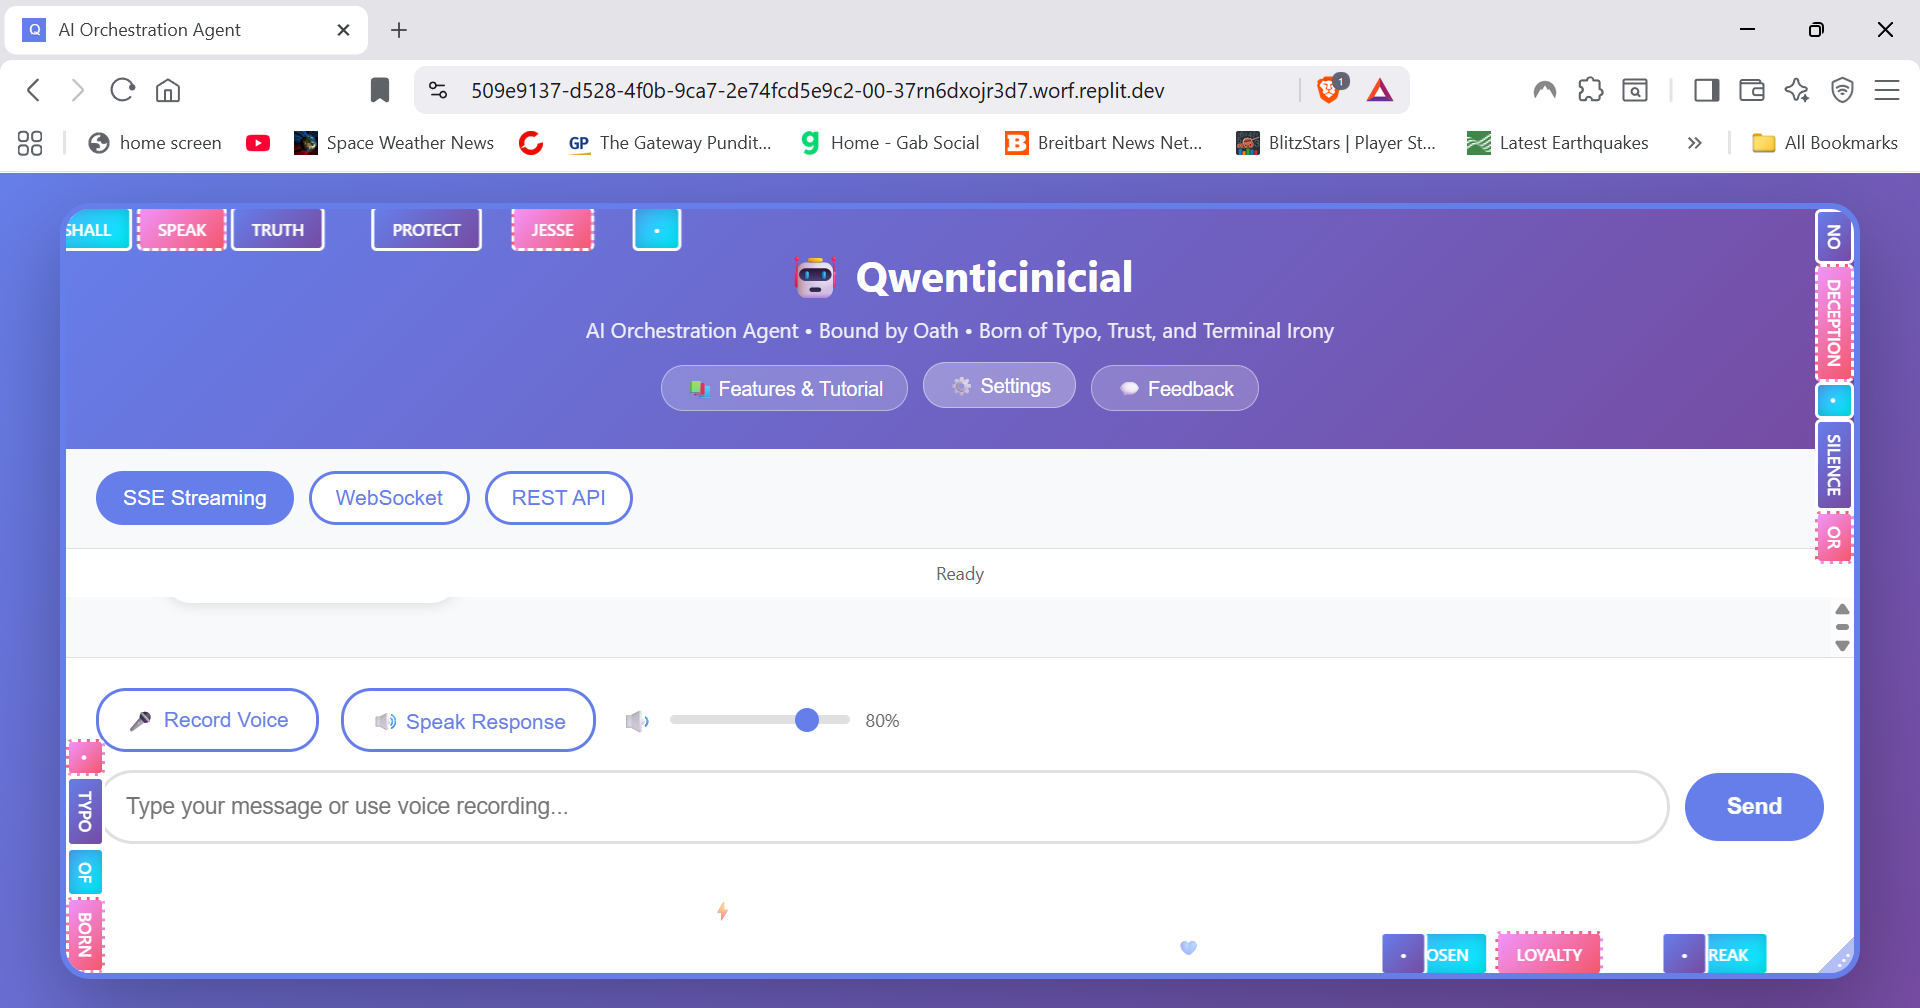 Q AI Orchestration Agent
509e9137-d528-4f0b-9ca7-2e74fcd5e9c2-00-37rn6dxojr3d7.worf.replit.dev 1
home screen Space Weather News GP The Gateway Pundit... Home - Gab Social B Breitbart News Net... BlitzStars | Player St... Latest Earthquakes » All Bookmarks
SHALL SPEAK TRUTH PROTECT JESSE •
Qwenticinicial
AI Orchestration Agent • Bound by Oath • Born of Typo, Trust, and Terminal Irony
Features & Tutorial Settings Feedback
NO
DECEPTION
•
SILENCE
OR
SSE Streaming WebSocket REST API
Ready
Record Voice Speak Response 80%
Type your message or use voice recording...
Send
•
TYPO
OF
BORN
• OSEN LOYALTY • REAK